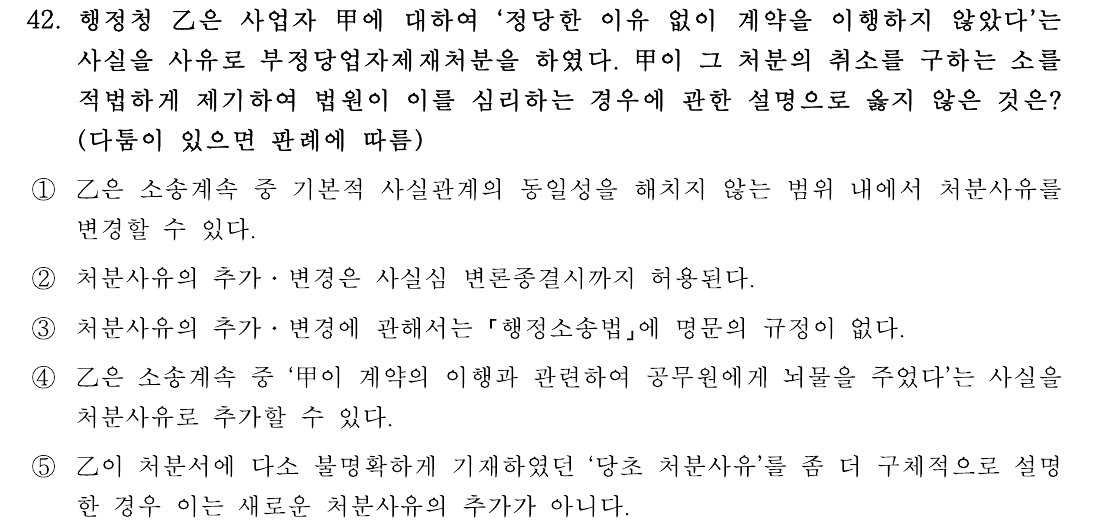 42. 행정청 乙은 사업자 甲에 대하여 ‘정당한 이유 없이 계약을 이행하지 않았다’는
사실을 사유로 부정당업자제재처분을 하였다. 甲이 그 처분의 취소를 구하는 소를
적법하게 제기하여 법원이 이를 심리하는 경우에 관한 설명으로 옳지 않은 것은?
(다툼이 있으면 판례에 따름)
① 乙은 소송계속 중 기본적 사실관계의 동일성을 해치지 않는 범위 내에서 처분사유를
변경할 수 있다.
② 처분사유의 추가·변경은 사실심 변론종결시까지 허용된다.
③ 처분사유의 추가·변경에 관해서는 「행정소송법」에 명문의 규정이 없다.
④ 乙은 소송계속 중 ‘甲이 계약의 이행과 관련하여 공무원에게 뇌물을 주었다’는 사실을
처분사유로 추가할 수 있다.
⑤ 乙이 처분서에 다소 불명확하게 기재하였던 ‘당초 처분사유’를 좀 더 구체적으로 설명
한 경우 이는 새로운 처분사유의 추가가 아니다.